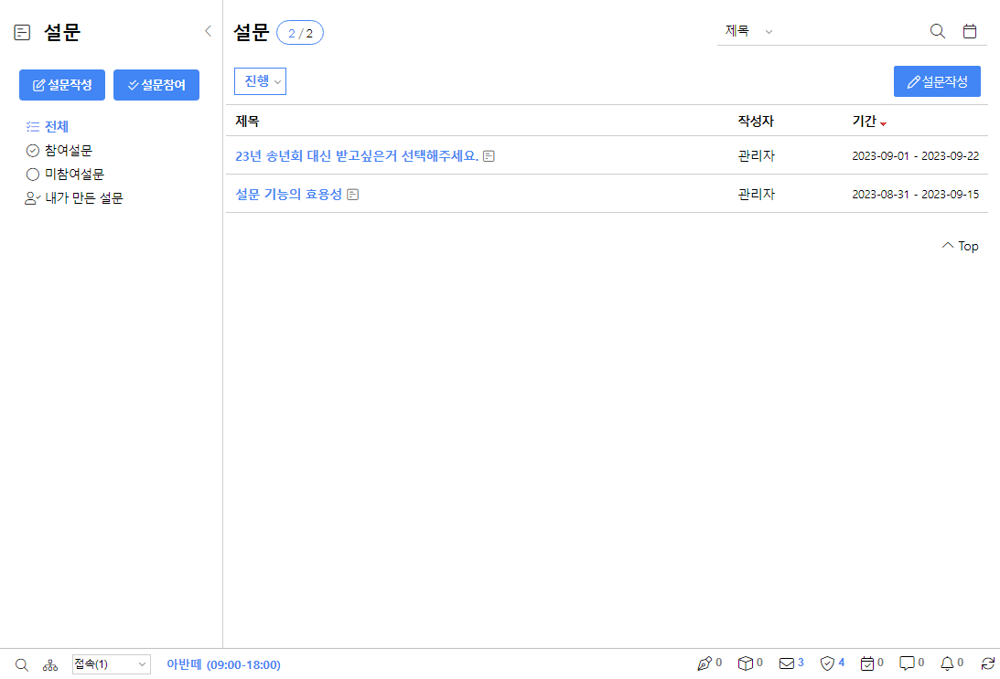 설문
설문작성 설문참여
전체
참여설문
미참여설문
내가 만든 설문
설문 2 / 2
제목
진행
설문작성
제목 작성자 기간
23년 송년회 대신 받고싶은거 선택해주세요. 관리자 2023-09-01 - 2023-09-22
설문 기능의 효용성 관리자 2023-08-31 - 2023-09-15
Top
접속(1) 아반떼 (09:00-18:00) 0 0 3 4 0 0 0